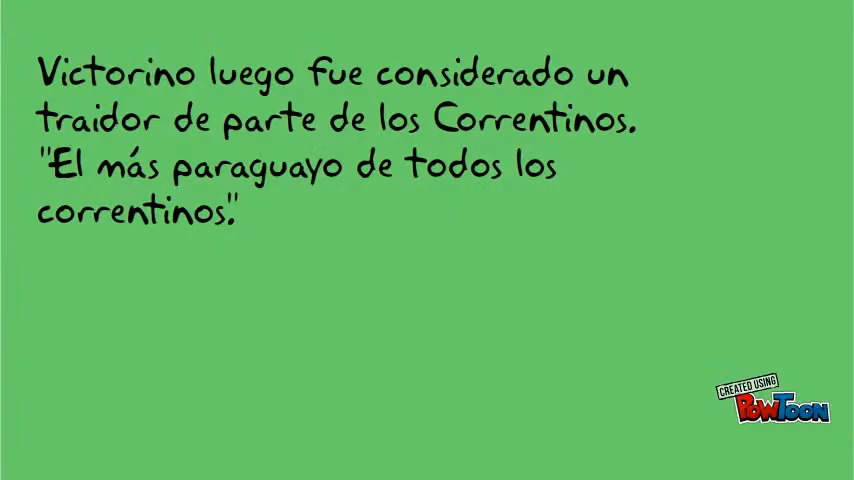 Victorino luego fue considerado un
traidor de parte de los Correntinos.
"El más paraguayo de todos los
correntinos."
CREATED USING
POWTOON